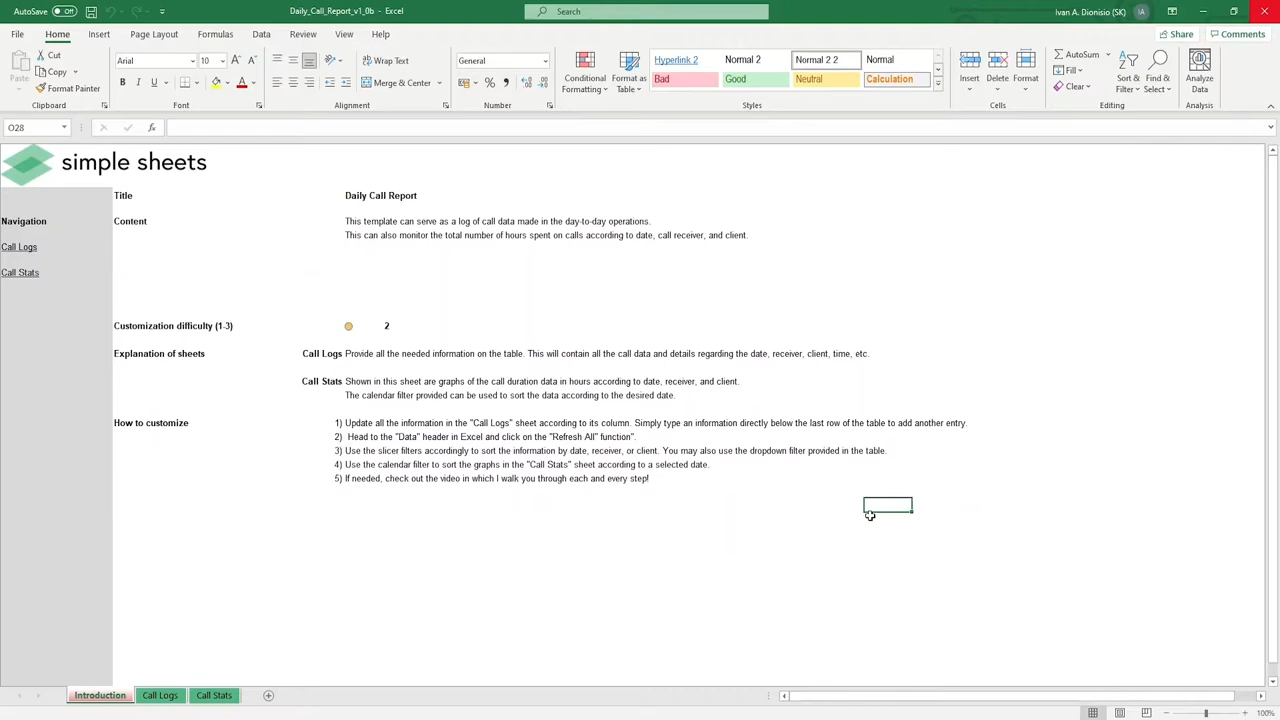 AutoSave Off Daily_Call_Report_v1_0b - Excel Search Ivan A. Dionisio (SK) IA
File Home Insert Page Layout Formulas Data Review View Help Share Comments
Cut Arial 10 Wrap Text General Hyperlink 2 Normal 2 Normal 2 2 Normal AutoSum
Paste Copy Merge & Center Conditional Formatting Format as Table Bad Good Neutral Calculation Insert Delete Format Fill Sort & Filter Find & Select Analyze Data
Format Painter B I U Clear
Clipboard Font Alignment Number Styles Cells Editing Analysis
O28 fx
simple sheets
Title Daily Call Report
Navigation Content This template can serve as a log of call data made in the day-to-day operations.
This can also monitor the total number of hours spent on calls according to date, call receiver, and client.
Call Logs
Call Stats
Customization difficulty (1-3) 2
Explanation of sheets Call Logs Provide all the needed information on the table. This will contain all the call data and details regarding the date, receiver, client, time, etc.
Call Stats Shown in this sheet are graphs of the call duration data in hours according to date, receiver, and client.
The calendar filter provided can be used to sort the data according to the desired date.
How to customize 1) Update all the information in the "Call Logs" sheet according to its column. Simply type an information directly below the last row of the table to add another entry.
2) Head to the "Data" header in Excel and click on the "Refresh All" function".
3) Use the slicer filters accordingly to sort the information by date, receiver, or client. You may also use the dropdown filter provided in the table.
4) Use the calendar filter to sort the graphs in the "Call Stats" sheet according to a selected date.
5) If needed, check out the video in which I walk you through each and every step!
Introduction Call Logs Call Stats
100%